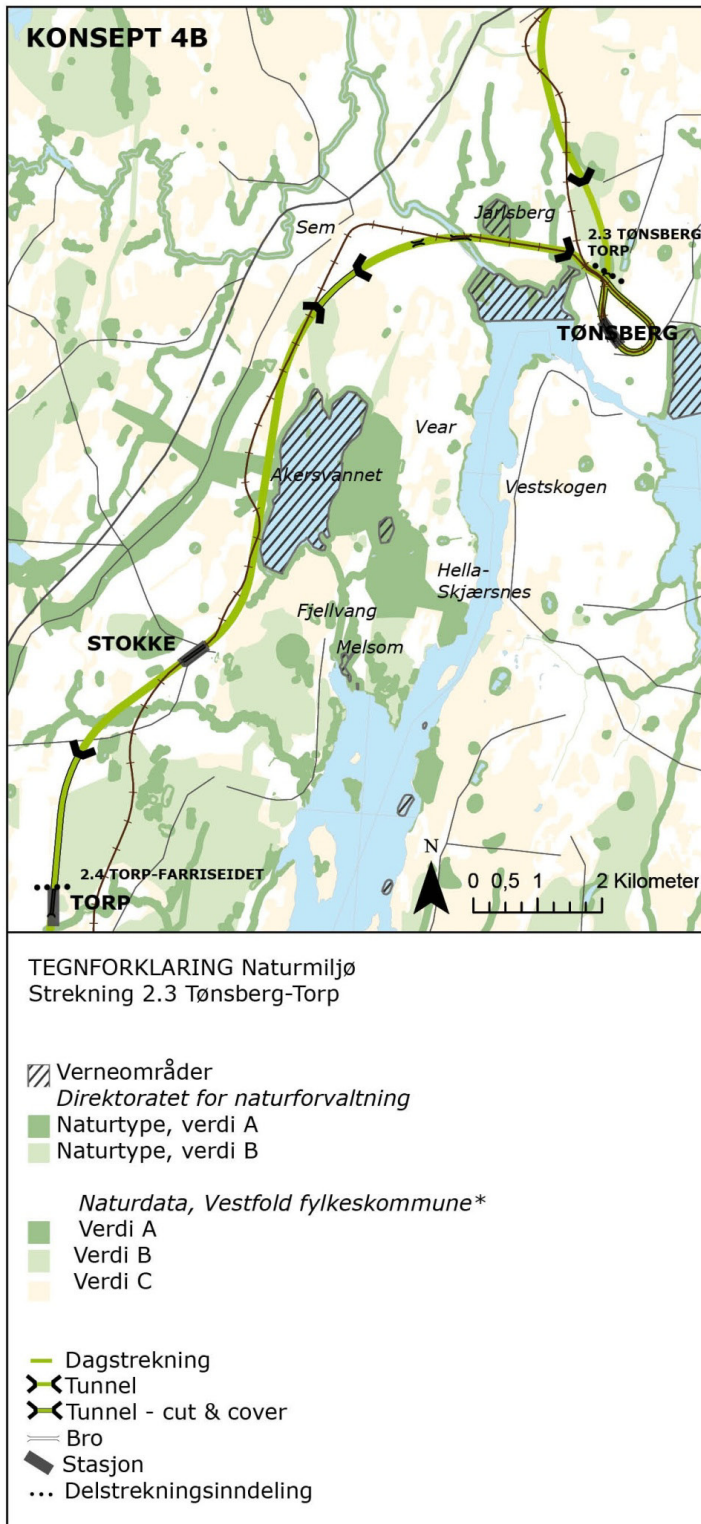 KONSEPT 4B
Jarlsberg
Sem
2.3 TØNSBERG
TORP
TØNSBERG
Vear
Akersvannet
Vestskogen
Hella-
Skjærsnes
Fjellvang
STOKKE
Melsom
N
2.4 TORP-FARRISEIDET
TORP
0 0,5 1 2 Kilometer
TEGNFORKLARING Naturmiljø
Strekning 2.3 Tønsberg-Torp
Verneområder
Direktoratet for naturforvaltning
Naturtype, verdi A
Naturtype, verdi B
Naturdata, Vestfold fylkeskommune*
Verdi A
Verdi B
Verdi C
Dagstrekning
Tunnel
Tunnel - cut & cover
Bro
Stasjon
Delstrekningsinndeling